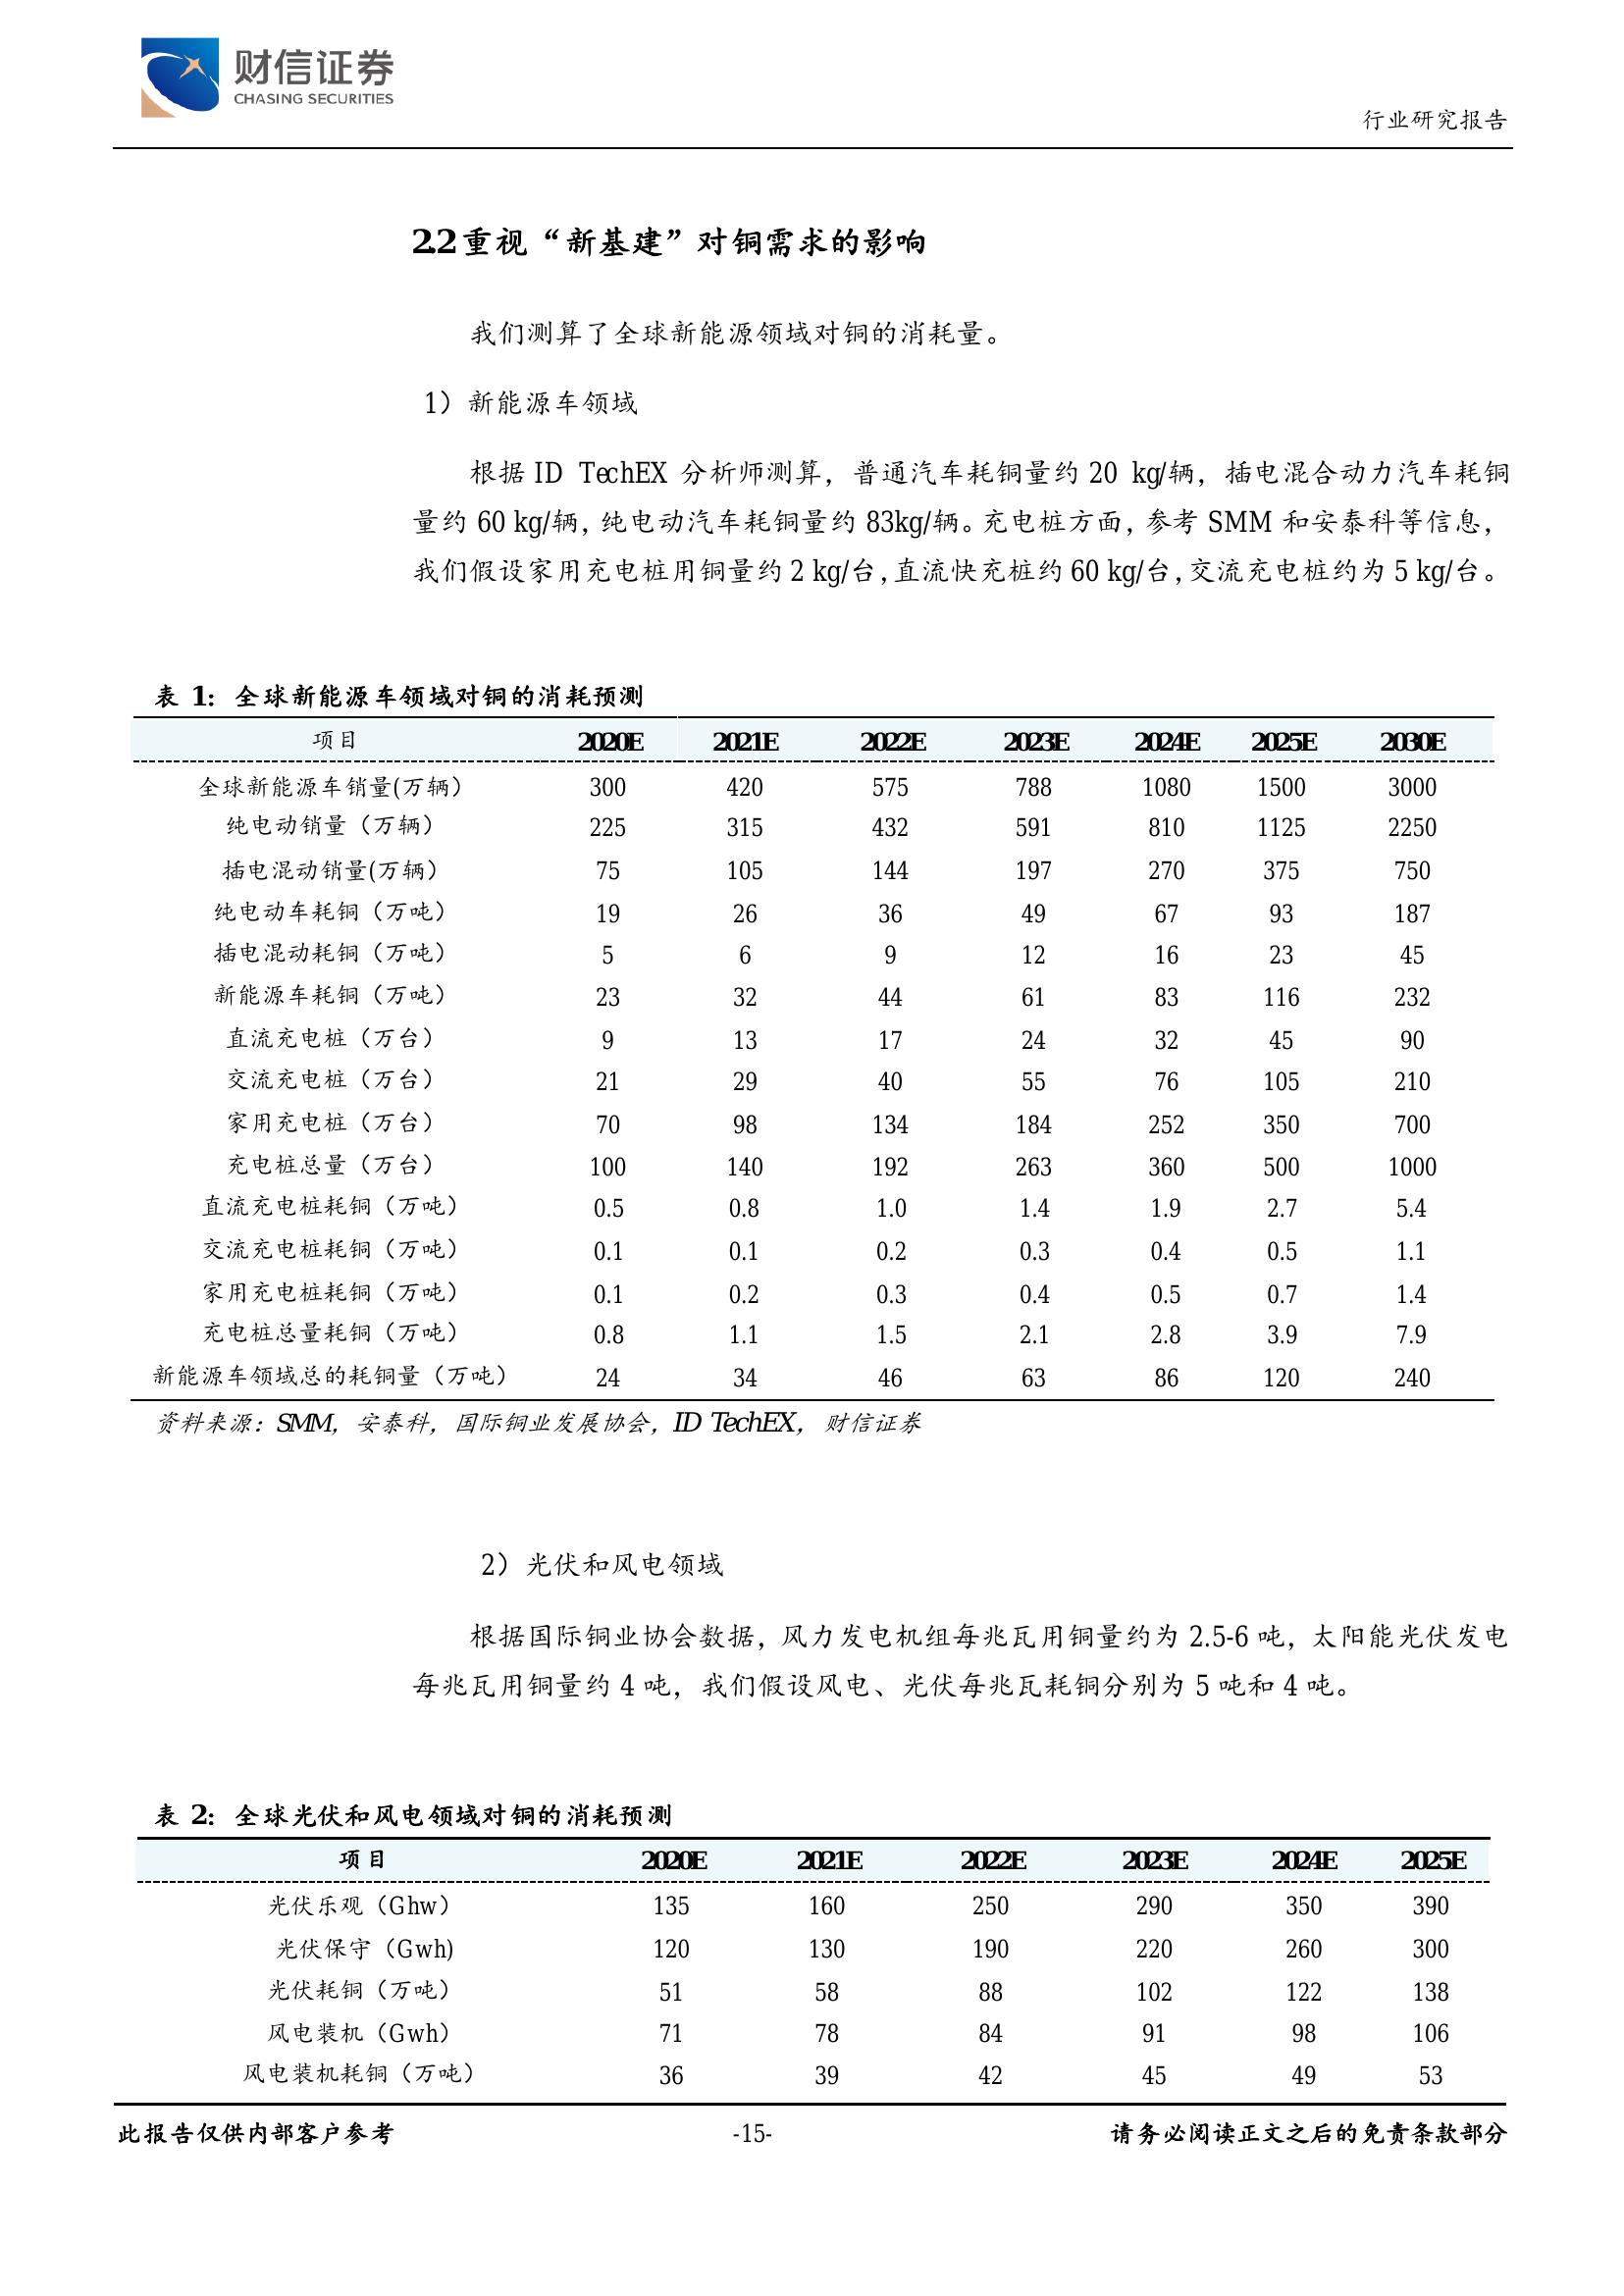 财信证券
CHASING SECURITIES
行业研究报告
2.2 重视“新基建”对铜需求的影响
我们测算了全球新能源领域对铜的消耗量。
1）新能源车领域
根据 ID TechEX 分析师测算，普通汽车耗铜量约 20 kg/辆，插电混合动力汽车耗铜
量约 60 kg/辆，纯电动汽车耗铜量约 83kg/辆。充电桩方面，参考 SMM 和安泰科等信息，
我们假设家用充电桩用铜量约 2 kg/台，直流快充桩约 60 kg/台，交流充电桩约为 5 kg/台。
表 1：全球新能源车领域对铜的消耗预测
项目 2020E 2021E 2022E 2023E 2024E 2025E 2030E
全球新能源车销量(万辆） 300 420 575 788 1080 1500 3000
纯电动销量（万辆） 225 315 432 591 810 1125 2250
插电混动销量(万辆） 75 105 144 197 270 375 750
纯电动车耗铜（万吨） 19 26 36 49 67 93 187
插电混动耗铜（万吨） 5 6 9 12 16 23 45
新能源车耗铜（万吨） 23 32 44 61 83 116 232
直流充电桩（万台） 9 13 17 24 32 45 90
交流充电桩（万台） 21 29 40 55 76 105 210
家用充电桩（万台） 70 98 134 184 252 350 700
充电桩总量（万台） 100 140 192 263 360 500 1000
直流充电桩耗铜（万吨） 0.5 0.8 1.0 1.4 1.9 2.7 5.4
交流充电桩耗铜（万吨） 0.1 0.1 0.2 0.3 0.4 0.5 1.1
家用充电桩耗铜（万吨） 0.1 0.2 0.3 0.4 0.5 0.7 1.4
充电桩总量耗铜（万吨） 0.8 1.1 1.5 2.1 2.8 3.9 7.9
新能源车领域总的耗铜量（万吨） 24 34 46 63 86 120 240
资料来源：SMM，安泰科，国际铜业发展协会，ID TechEX， 财信证券
2）光伏和风电领域
根据国际铜业协会数据，风力发电机组每兆瓦用铜量约为 2.5-6 吨，太阳能光伏发电
每兆瓦用铜量约 4 吨，我们假设风电、光伏每兆瓦耗铜分别为 5 吨和 4 吨。
表 2：全球光伏和风电领域对铜的消耗预测
项目 2020E 2021E 2022E 2023E 2024E 2025E
光伏乐观（Ghw） 135 160 250 290 350 390
光伏保守（Gwh) 120 130 190 220 260 300
光伏耗铜（万吨） 51 58 88 102 122 138
风电装机（Gwh） 71 78 84 91 98 106
风电装机耗铜（万吨） 36 39 42 45 49 53
此报告仅供内部客户参考 -15- 请务必阅读正文之后的免责条款部分